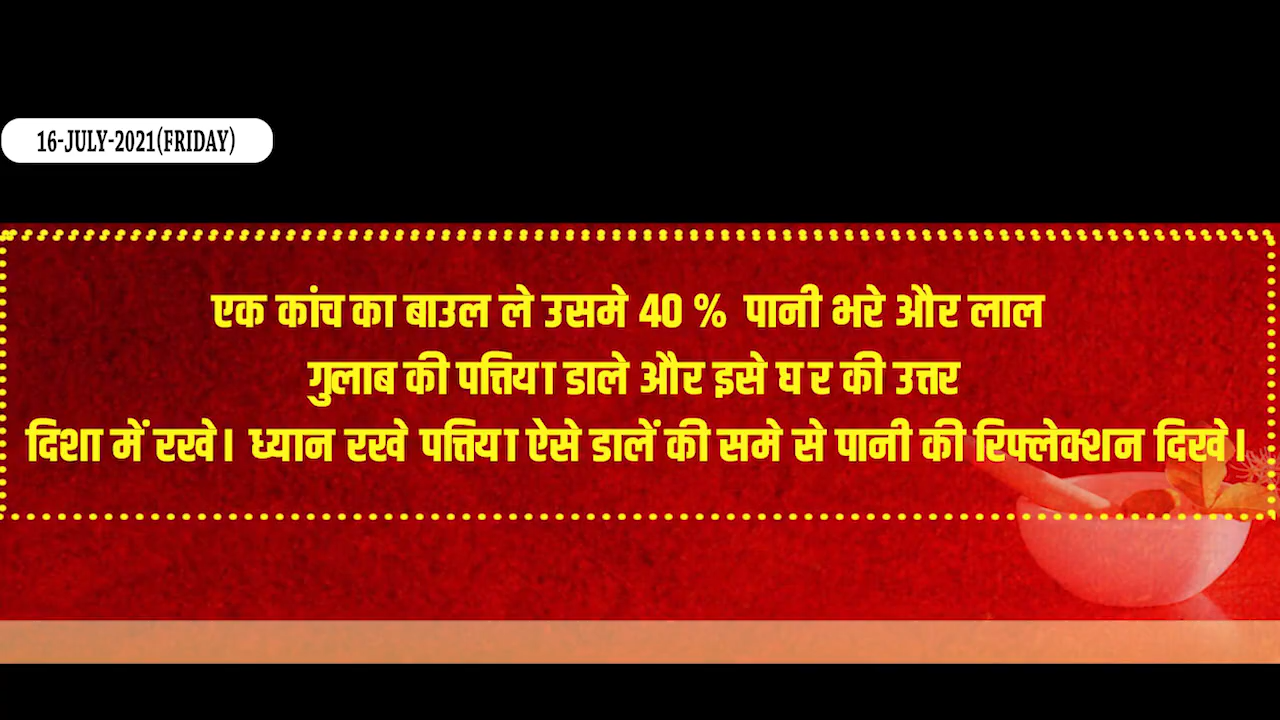 16-JULY-2021(FRIDAY)
एक कांच का बाउल ले उसमे 40 % पानी भरे और लाल
गुलाब की पत्तिया डाले और इसे घर की उत्तर
दिशा में रखे। ध्यान रखे पत्तिया ऐसे डालें की समे से पानी की रिफ्लेक्शन दिखे।